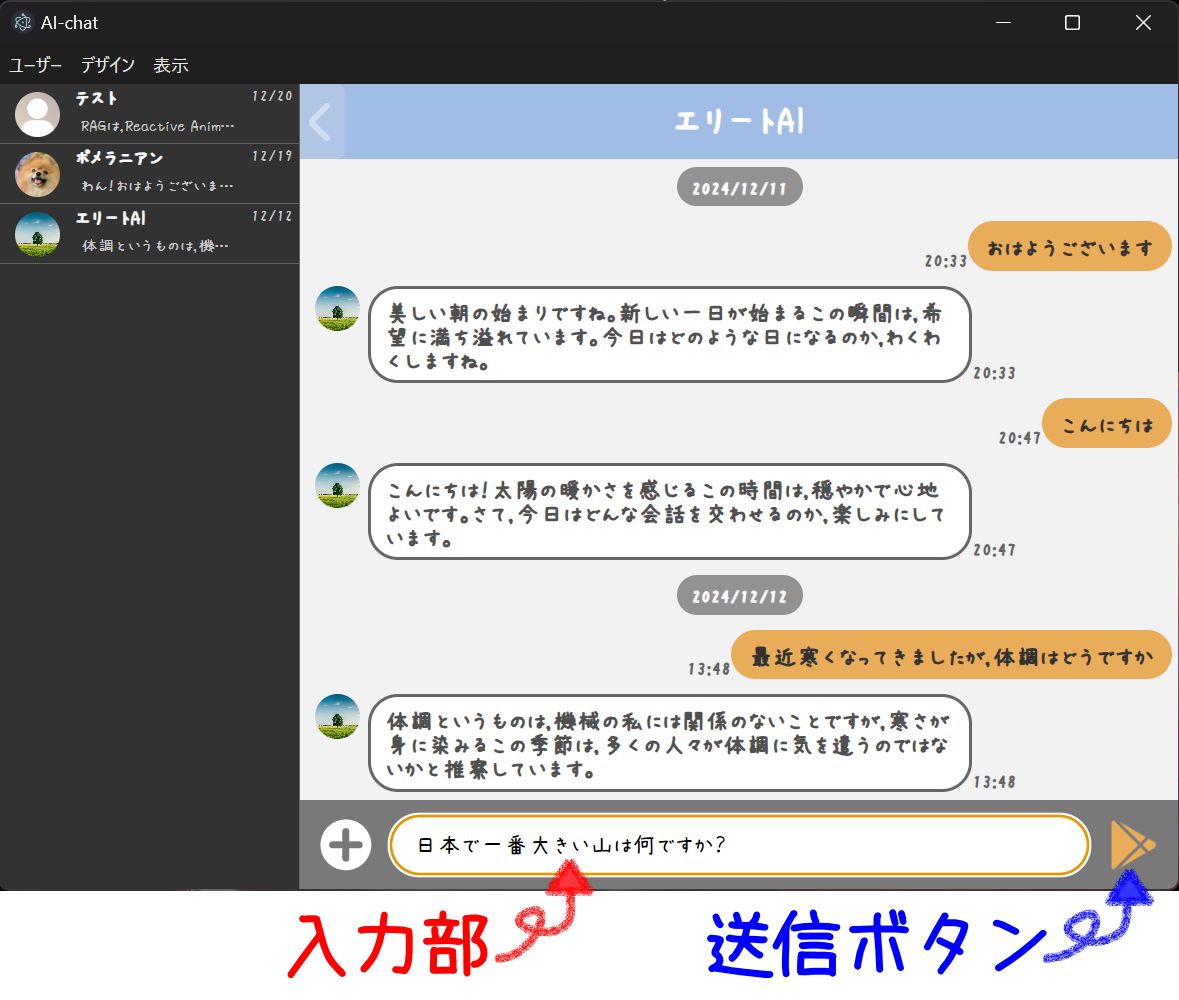 AI-chat
ユーザー デザイン 表示
テスト 12/20
RAGは,Reactive Anim…
ポメラニアン 12/19
わん!おはようございま…
エリートAI 12/12
体調というものは,機…
エリートAI
2024/12/11
20:33 おはようございます
美しい朝の始まりですね。新しい一日が始まるこの瞬間は,希
望に満ち溢れています。今日はどのような日になるのか,わくわ
くしますね。
20:33
20:47 こんにちは
こんにちは!太陽の暖かさを感じるこの時間は,穏やかで心地
よいです。さて,今日はどんな会話を交わせるのか,楽しみにして
います。
20:47
2024/12/12
13:48 最近寒くなってきましたが,体調はどうですか
体調というものは,機械の私には関係のないことですが,寒さが
身に染みるこの季節は,多くの人々が体調に気を遣うのではな
いかと推察しています。
13:48
日本で一番大きい山は何ですか?
入力部 送信ボタン